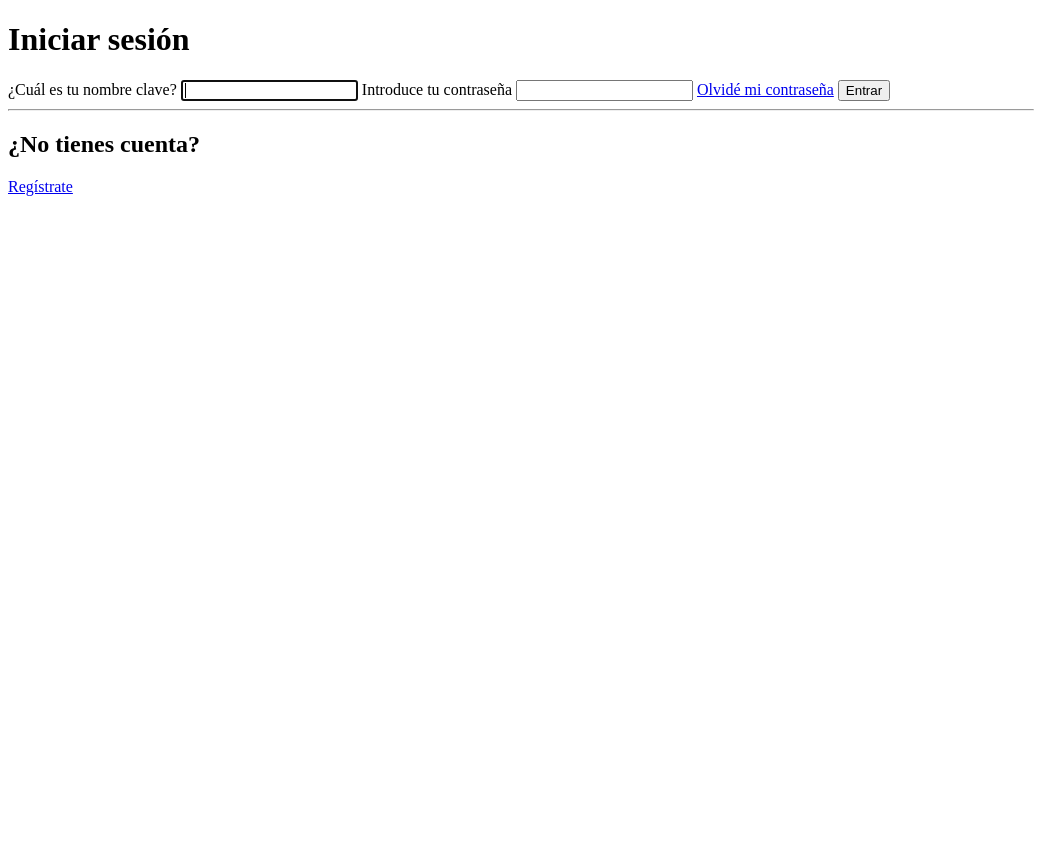 Iniciar sesión
¿Cuál es tu nombre clave? Introduce tu contraseña Olvidé mi contraseña Entrar
¿No tienes cuenta?
Regístrate